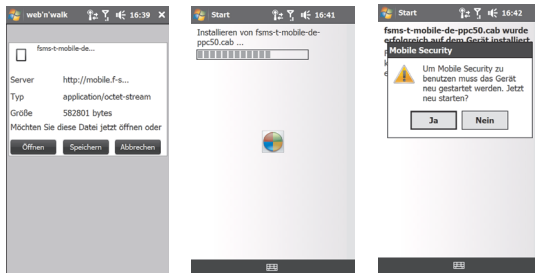 web'n'walk 16:39
fsms-t-mobile-de...
Server http://mobile.f-s...
Typ application/octet-stream
Größe 582801 bytes
Möchten Sie diese Datei jetzt öffnen oder
Öffnen Speichern Abbrechen
Start 16:41
Installieren von fsms-t-mobile-de-
ppc50.cab ...
Start 16:42
fsms-t-mobile-de-ppc50.cab wurde
erfolgreich auf dem Gerät installiert.
Mobile Security
Um Mobile Security zu
benutzen muss das Gerät
neu gestartet werden. Jetzt
neu starten?
Ja Nein